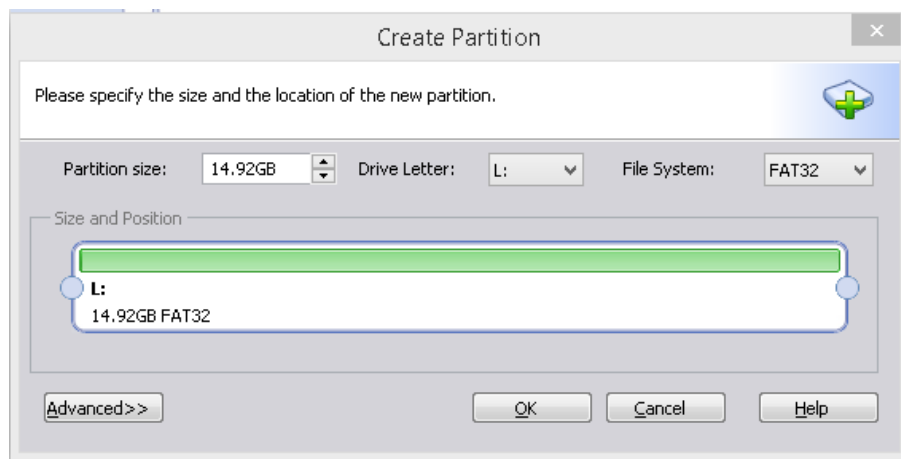 Create Partition
Please specify the size and the location of the new partition.
Partition size: 14.92GB Drive Letter: L: File System: FAT32
Size and Position
L:
14.92GB FAT32
Advanced>> OK Cancel Help